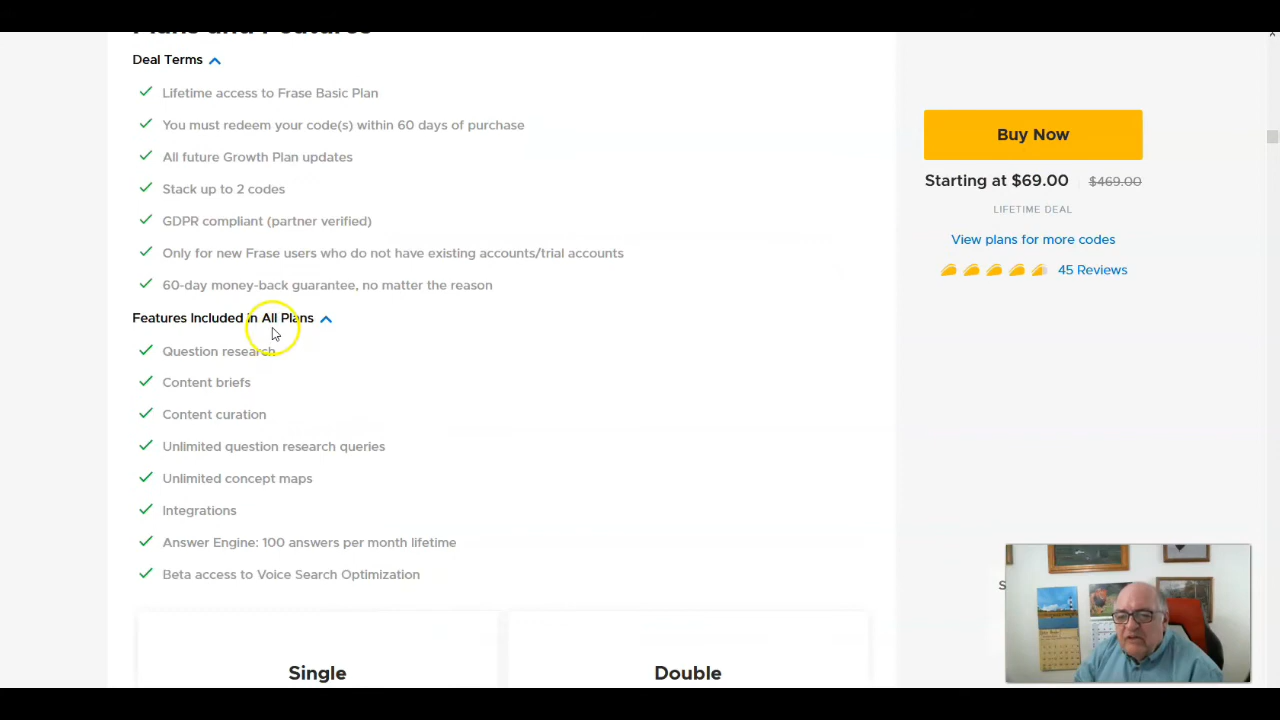 Plans and Features
Deal Terms
Lifetime access to Frase Basic Plan
You must redeem your code(s) within 60 days of purchase
All future Growth Plan updates
Stack up to 2 codes
GDPR compliant (partner verified)
Only for new Frase users who do not have existing accounts/trial accounts
60-day money-back guarantee, no matter the reason
Features Included in All Plans
Question research
Content briefs
Content curation
Unlimited question research queries
Unlimited concept maps
Integrations
Answer Engine: 100 answers per month lifetime
Beta access to Voice Search Optimization
Single
Double
Buy Now
Starting at $69.00 $469.00
LIFETIME DEAL
View plans for more codes
45 Reviews
S